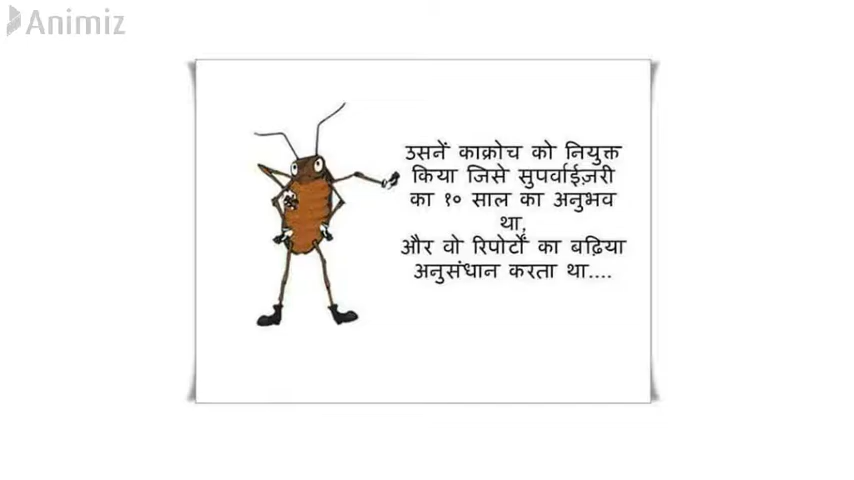 Animiz
उसनें काक्रोच को नियुक्त
किया जिसे सुपर्वाईज़री
का १० साल का अनुभव
था,
और वो रिपोर्टों का बढ़िया
अनुसंधान करता था....